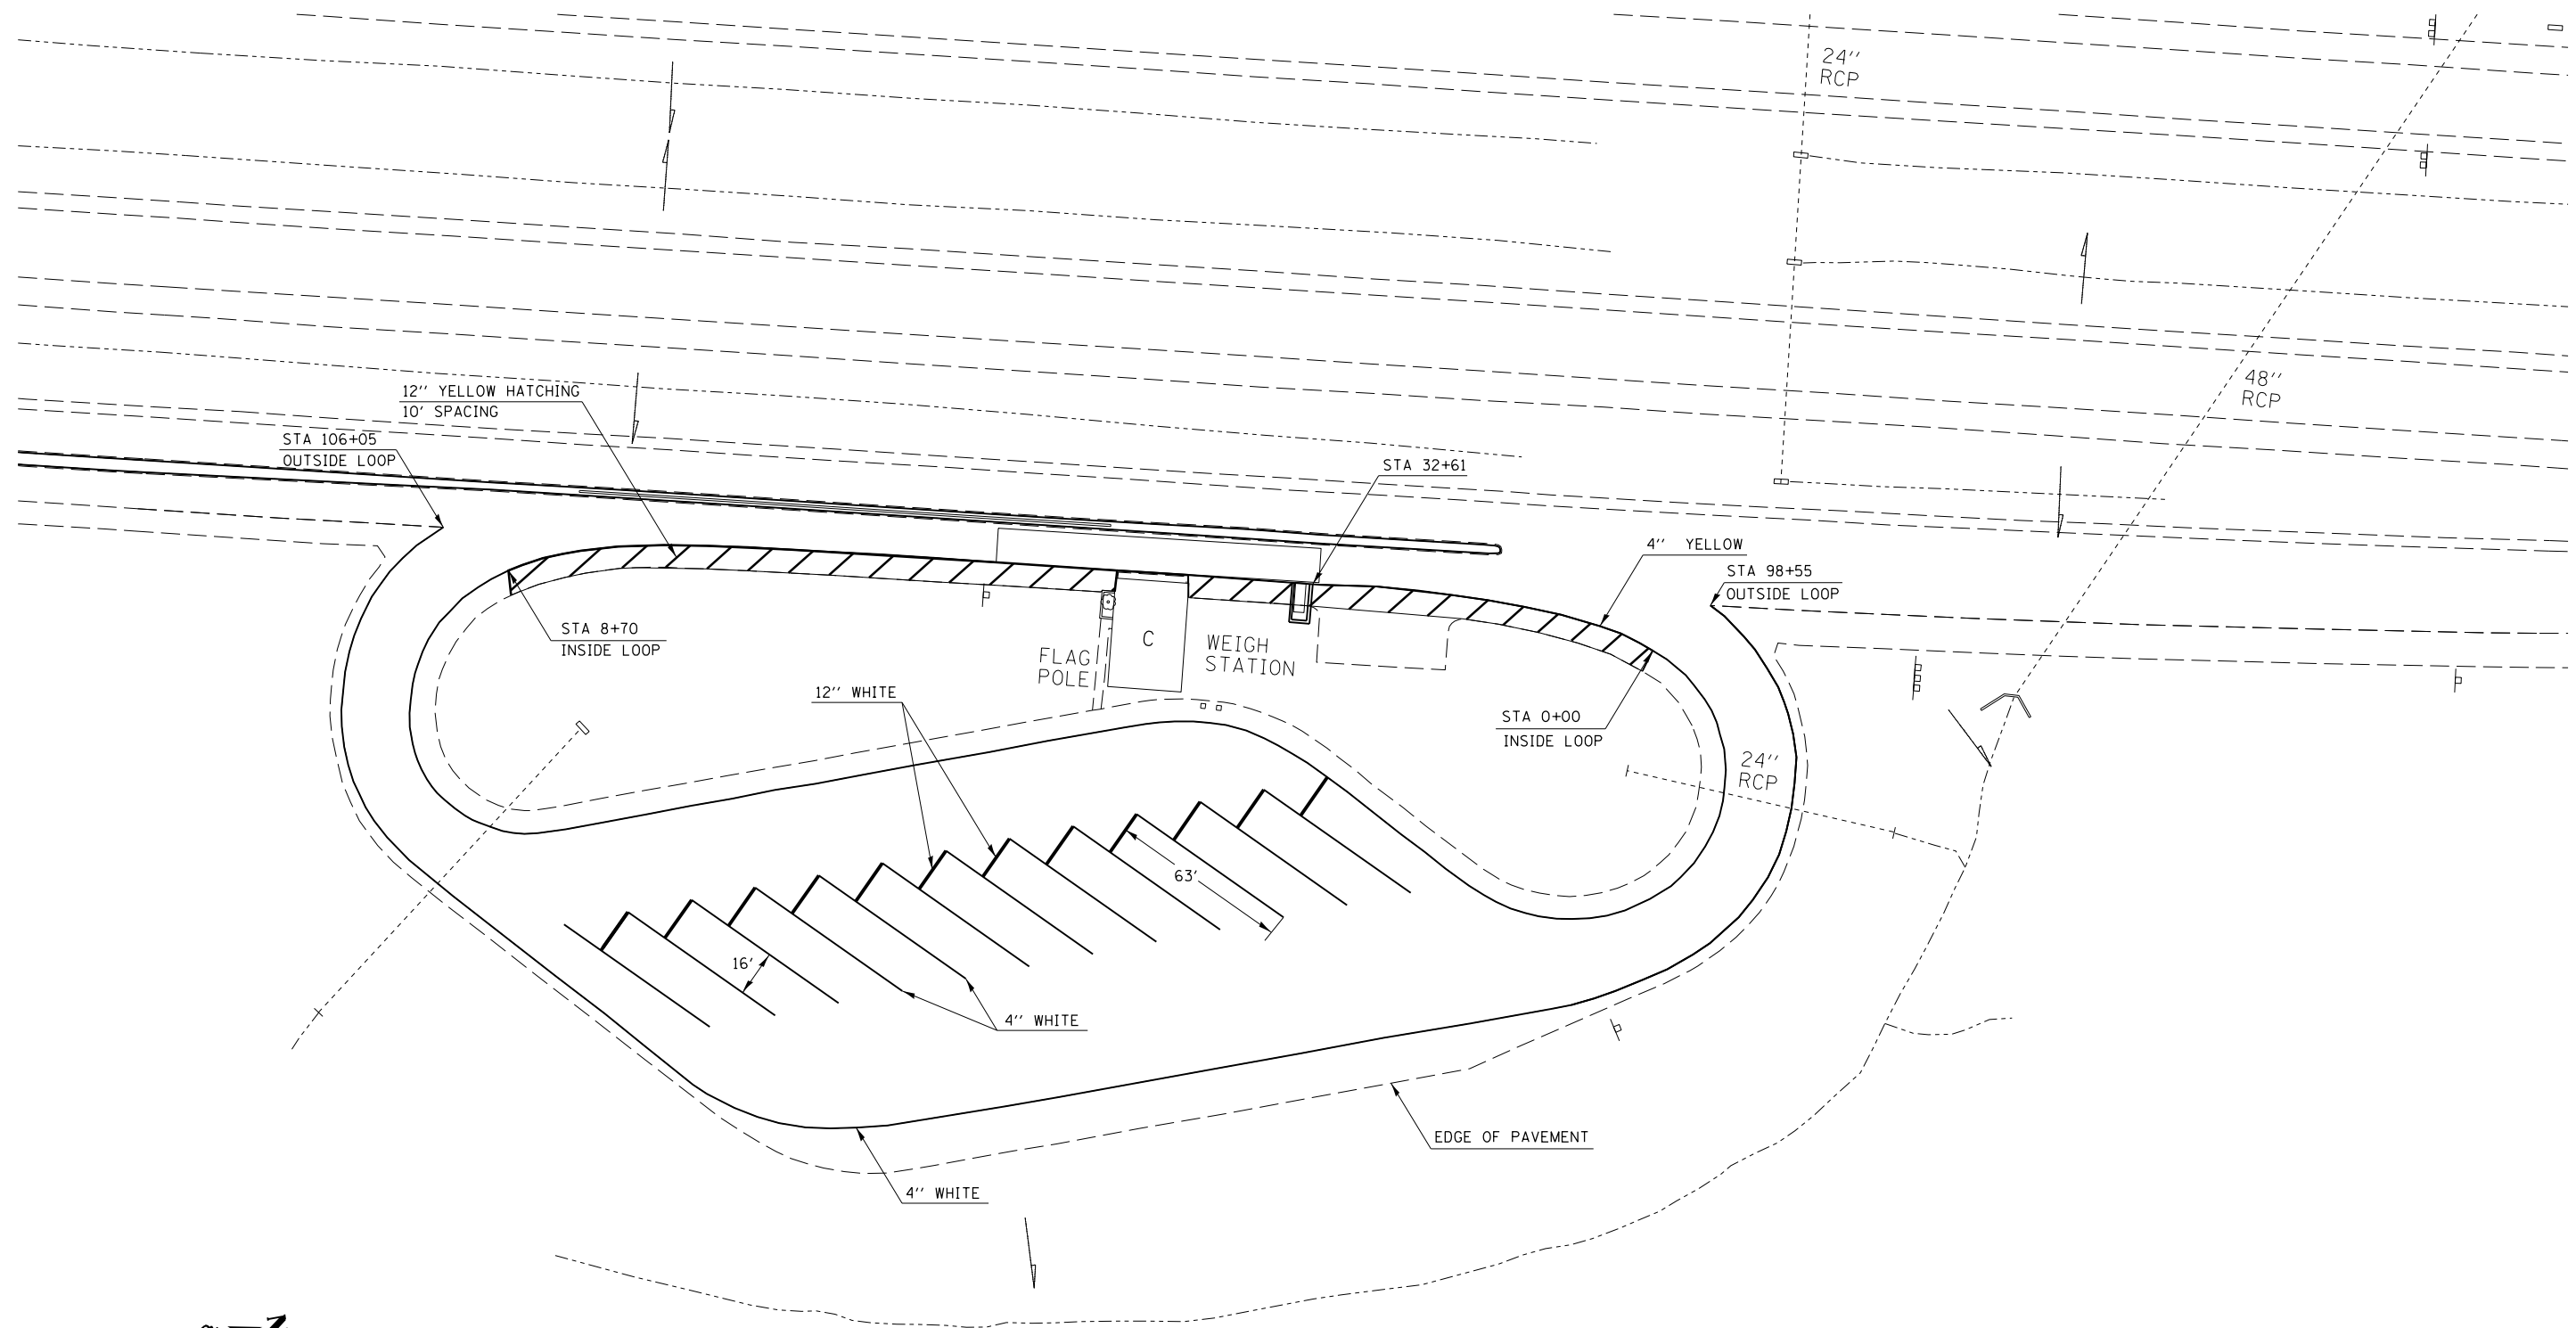 24''
RCP
48''
RCP
12'' YELLOW HATCHING
10' SPACING
STA 106+05
OUTSIDE LOOP
STA 32+61
4'' YELLOW
STA 98+55
OUTSIDE LOOP
STA 8+70
INSIDE LOOP
C
WEIGH
STATION
FLAG
POLE
12'' WHITE
STA 0+00
INSIDE LOOP
24''
RCP
63'
16'
4'' WHITE
EDGE OF PAVEMENT
4'' WHITE